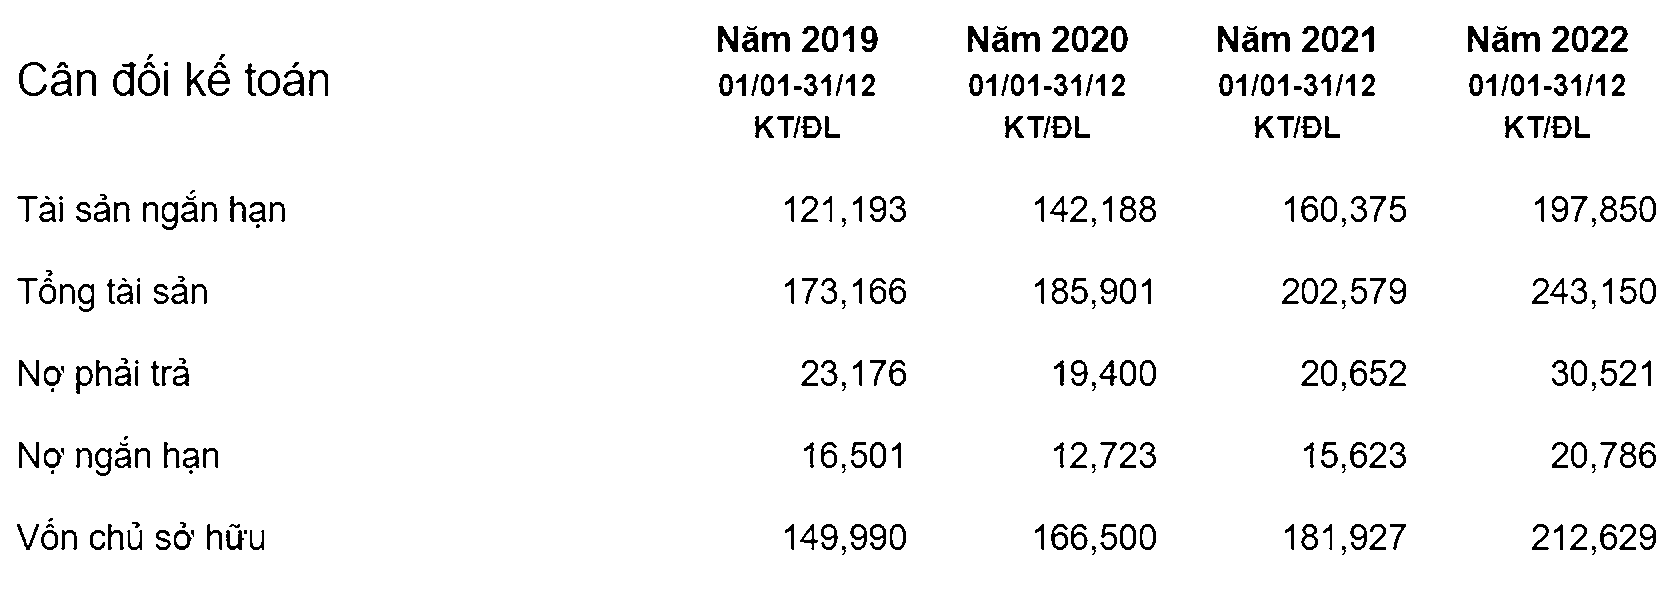 Cân đối kế toán
Năm 2019 Năm 2020 Năm 2021 Năm 2022
01/01-31/12 01/01-31/12 01/01-31/12 01/01-31/12
KT/ĐL KT/ĐL KT/ĐL KT/ĐL
Tài sản ngắn hạn 121,193 142,188 160,375 197,850
Tổng tài sản 173,166 185,901 202,579 243,150
Nợ phải trả 23,176 19,400 20,652 30,521
Nợ ngắn hạn 16,501 12,723 15,623 20,786
Vốn chủ sở hữu 149,990 166,500 181,927 212,629